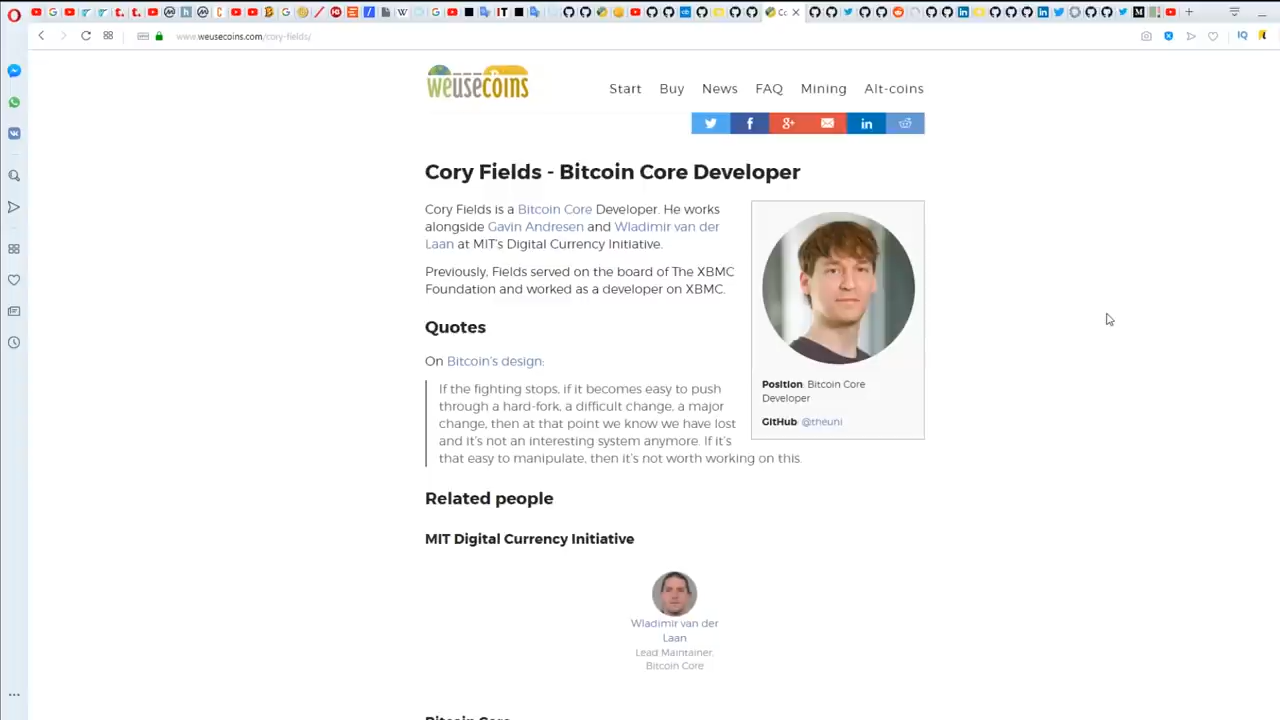 www.weusecoins.com/cory-fields/
IQ
weusecoins
Start Buy News FAQ Mining Alt-coins
Cory Fields - Bitcoin Core Developer
Cory Fields is a Bitcoin Core Developer. He works
alongside Gavin Andresen and Wladimir van der
Laan at MIT's Digital Currency Initiative.
Previously, Fields served on the board of The XBMC
Foundation and worked as a developer on XBMC.
Quotes
On Bitcoin's design:
If the fighting stops, if it becomes easy to push
through a hard-fork, a difficult change, a major
change, then at that point we know we have lost
and it's not an interesting system anymore. If it's
that easy to manipulate, then it's not worth working on this.
Position: Bitcoin Core
Developer
GitHub: @theuni
Related people
MIT Digital Currency Initiative
Wladimir van der
Laan
Lead Maintainer,
Bitcoin Core
Bitcoin Core